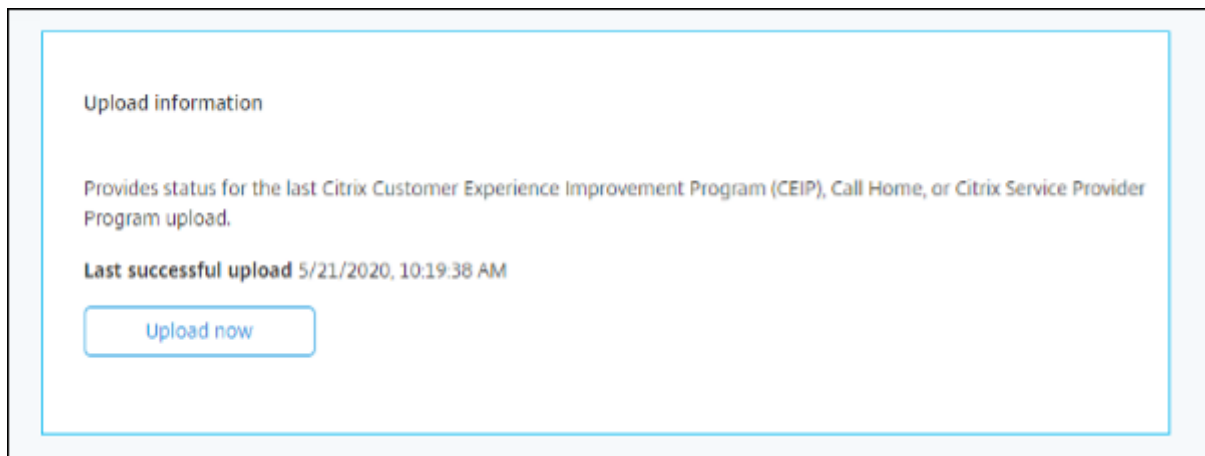 Upload information
Provides status for the last Citrix Customer Experience Improvement Program (CEIP), Call Home, or Citrix Service Provider
Program upload.
Last successful upload 5/21/2020, 10:19:38 AM
Upload now